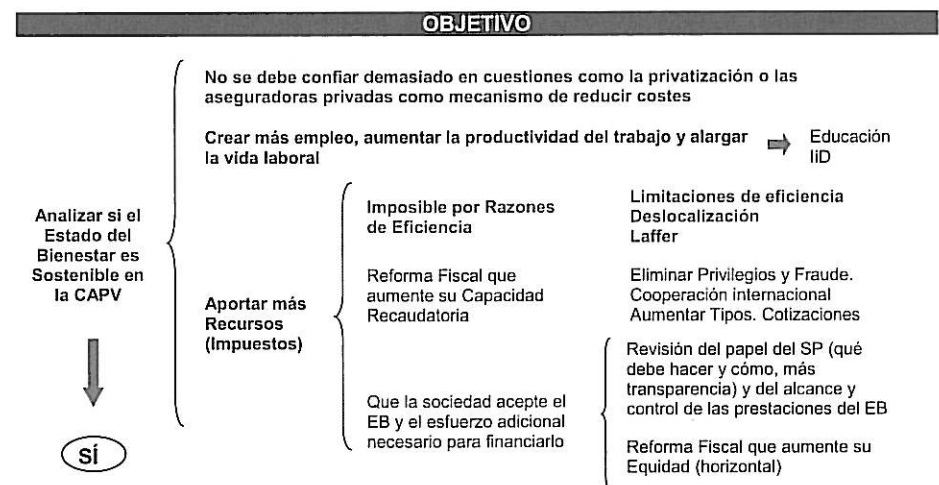 OBJETIVO
No se debe confiar demasiado en cuestiones como la privatización o las
aseguradoras privadas como mecanismo de reducir costes
Crear más empleo, aumentar la productividad del trabajo y alargar
la vida laboral
Educación
IiD
Analizar si el
Estado del
Bienestar es
Sostenible en
la CAPV
SÍ
Aportar más
Recursos
(Impuestos)
Imposible por Razones
de Eficiencia
Limitaciones de eficiencia
Deslocalización
Laffer
Reforma Fiscal que
aumente su Capacidad
Recaudatoria
Eliminar Privilegios y Fraude.
Cooperación internacional
Aumentar Tipos. Cotizaciones
Que la sociedad acepte el
EB y el esfuerzo adicional
necesario para financiarlo
Revisión del papel del SP (qué
debe hacer y cómo, más
transparencia) y del alcance y
control de las prestaciones del EB
Reforma Fiscal que aumente su
Equidad (horizontal)